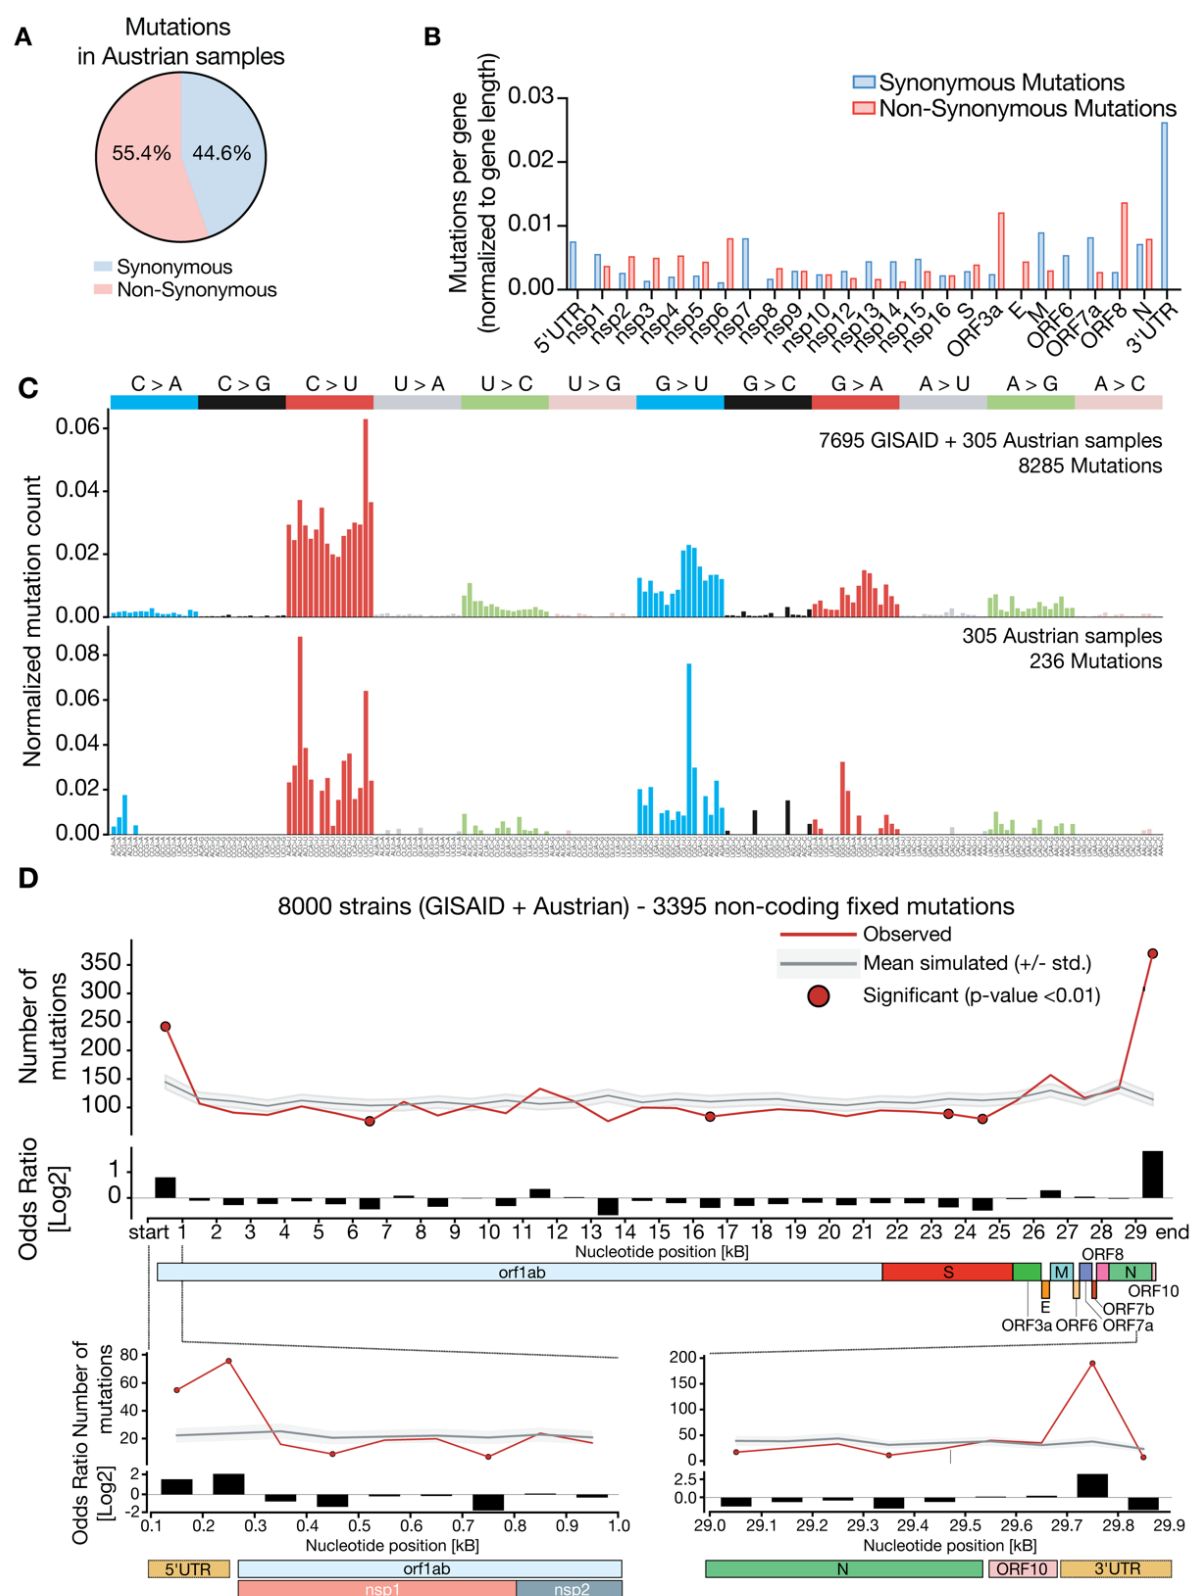 A
Mutations
in Austrian samples
55.4%
44.6%
Synonymous
Non-Synonymous
B
Synonymous Mutations
Non-Synonymous Mutations
Mutations per gene
(normalized to gene length)
0.03
0.02
0.01
0.00
5'UTR
nsp1
nsp2
nsp3
nsp4
nsp5
nsp6
nsp7
nsp8
nsp9
nsp10
nsp12
nsp13
nsp14
nsp15
nsp16
S
ORF3a
E
M
ORF6
ORF7a
ORF8
N
3'UTR
C
C > A C > G C > U U > A U > C U > G G > U G > C G > A A > U A > G A > C
7695 GISAID + 305 Austrian samples
8285 Mutations
Normalized mutation count
0.06
0.04
0.02
0.00
305 Austrian samples
236 Mutations
0.08
0.06
0.04
0.02
0.00
D
8000 strains (GISAID + Austrian) - 3395 non-coding fixed mutations
Observed
Mean simulated (+/- std.)
Significant (p-value <0.01)
Number of
mutations
350
300
250
200
150
100
Odds Ratio
[Log2]
1
0
start 1 2 3 4 5 6 7 8 9 10 11 12 13 14 15 16 17 18 19 20 21 22 23 24 25 26 27 28 29 end
Nucleotide position [kB]
orf1ab
S
ORF3a
E
M
ORF6
ORF7a
ORF7b
ORF8
N
ORF10
Number of
mutations
80
60
40
20
Odds Ratio
[Log2]
2
0
-2
0.1 0.2 0.3 0.4 0.5 0.6 0.7 0.8 0.9 1.0
Nucleotide position [kB]
5'UTR
orf1ab
nsp1
nsp2
200
150
100
50
0
2.5
0.0
29.0 29.1 29.2 29.3 29.4 29.5 29.6 29.7 29.8 29.9
Nucleotide position [kB]
N
ORF10
3'UTR